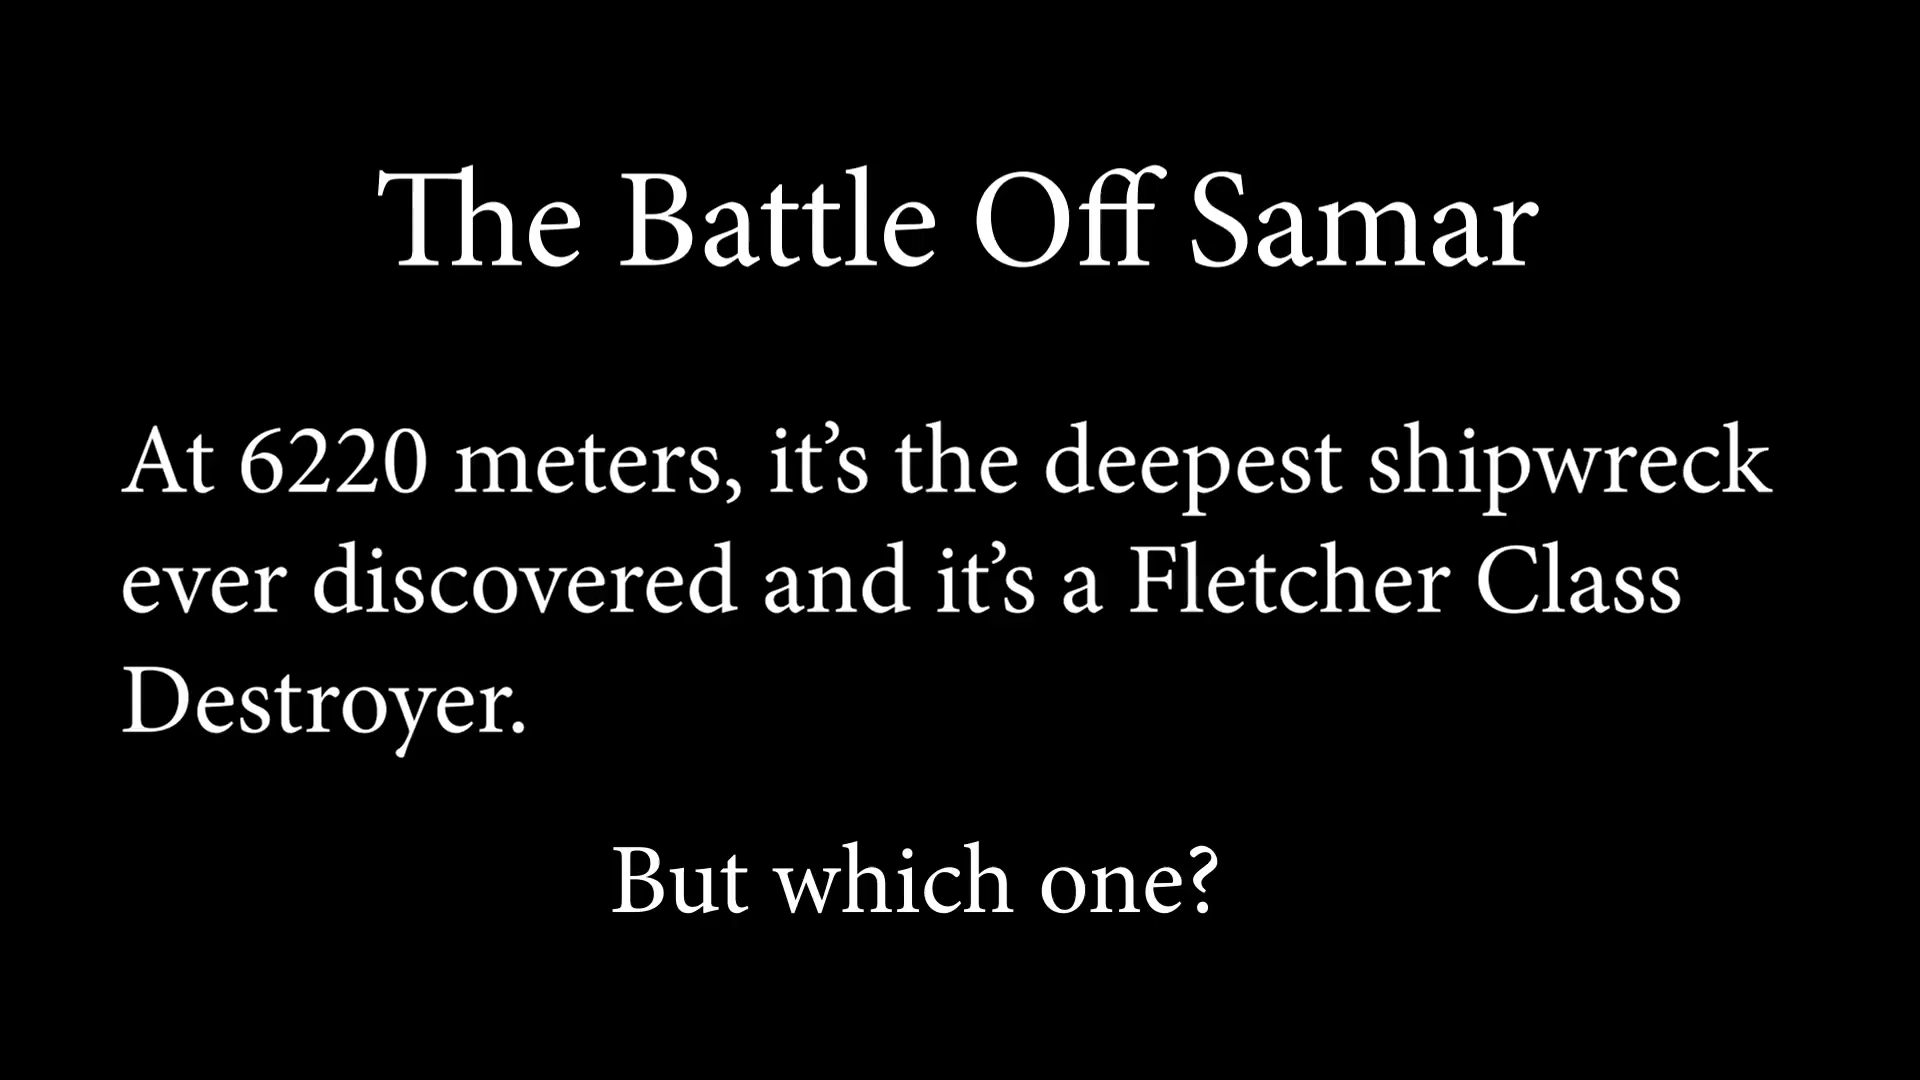 The Battle Off Samar
At 6220 meters, it’s the deepest shipwreck
ever discovered and it’s a Fletcher Class
Destroyer.
But which one?